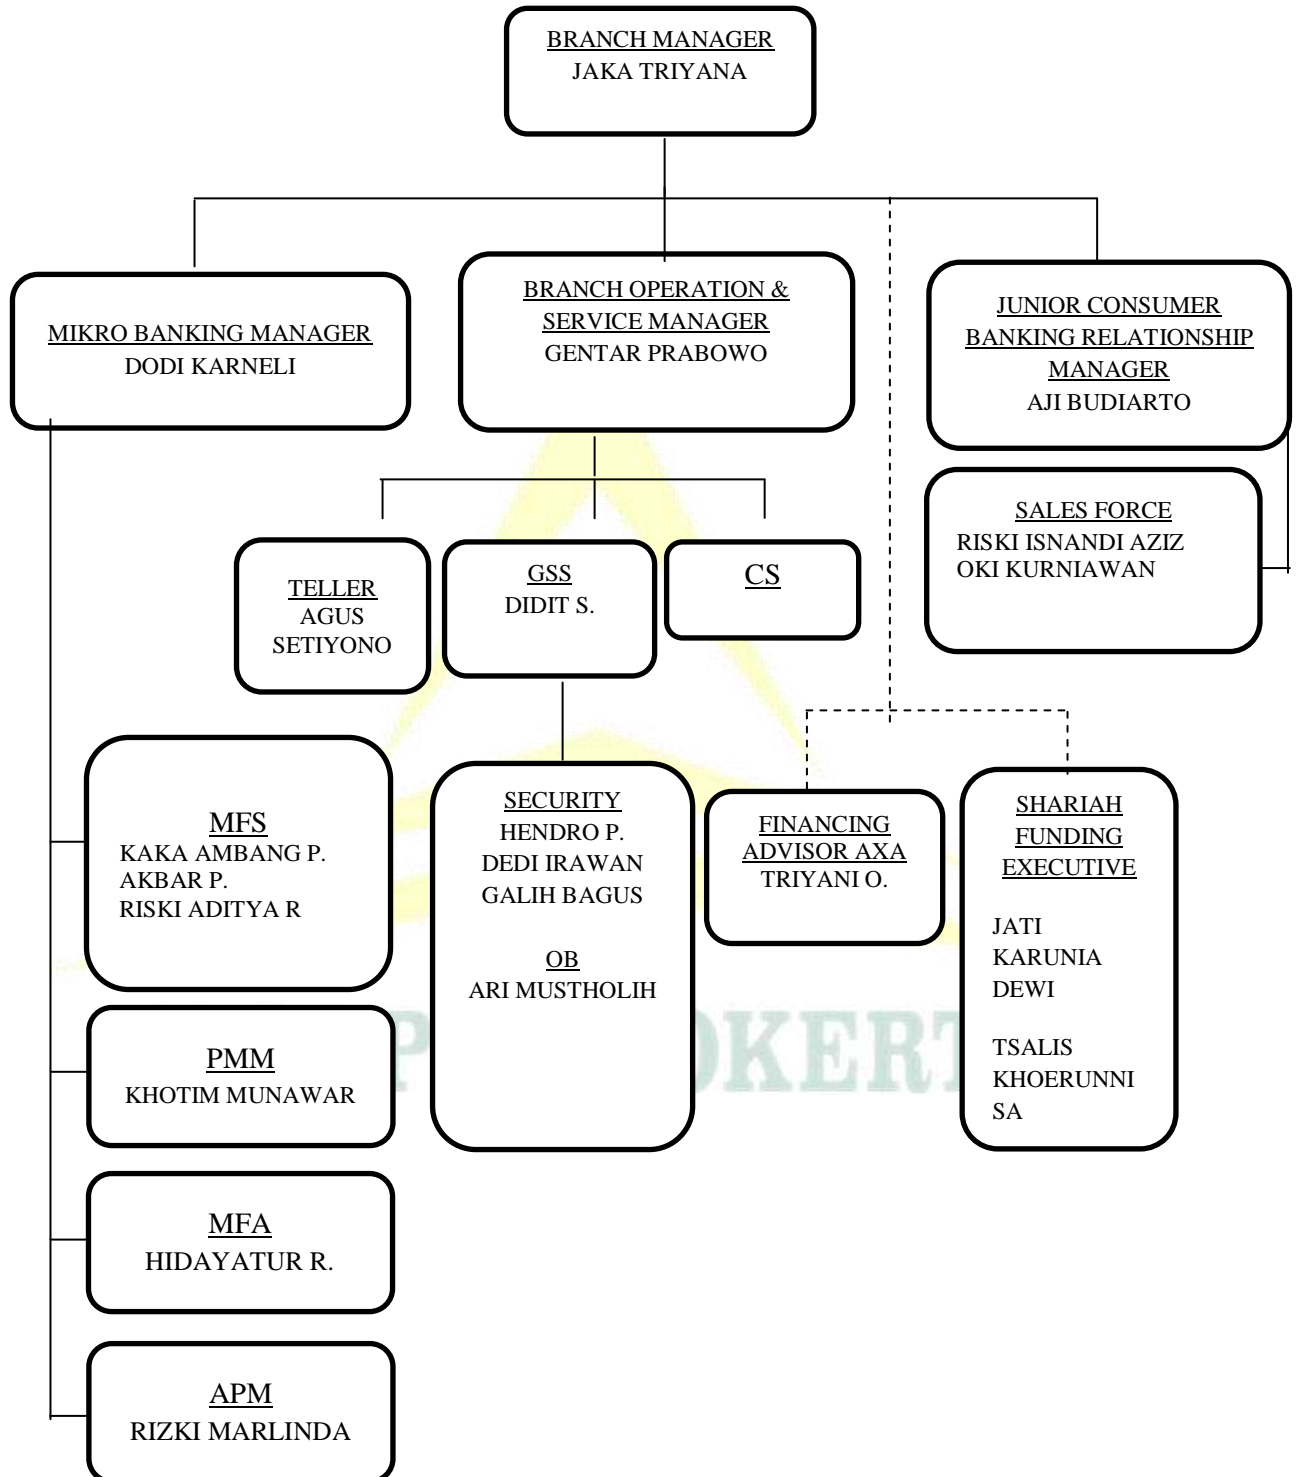 BRANCH MANAGER
JAKA TRIYANA
MIKRO BANKING MANAGER
DODI KARNELI
BRANCH OPERATION &
SERVICE MANAGER
GENTAR PRABOWO
JUNIOR CONSUMER
BANKING RELATIONSHIP
MANAGER
AJI BUDIARTO
SALES FORCE
RISKI ISNANDI AZIZ
OKI KURNIAWAN
TELLER
AGUS
SETIYONO
GSS
DIDIT S.
CS
MFS
KAKA AMBANG P.
AKBAR P.
RISKI ADITYA R
SECURITY
HENDRO P.
DEDI IRAWAN
GALIH BAGUS
OB
ARI MUSTHOLIH
FINANCING
ADVISOR AXA
TRIYANI O.
SHARIAH
FUNDING
EXECUTIVE
JATI
KARUNIA
DEWI
TSALIS
KHOERUNNI
SA
PMM
KHOTIM MUNAWAR
MFA
HIDAYATUR R.
APM
RIZKI MARLINDA